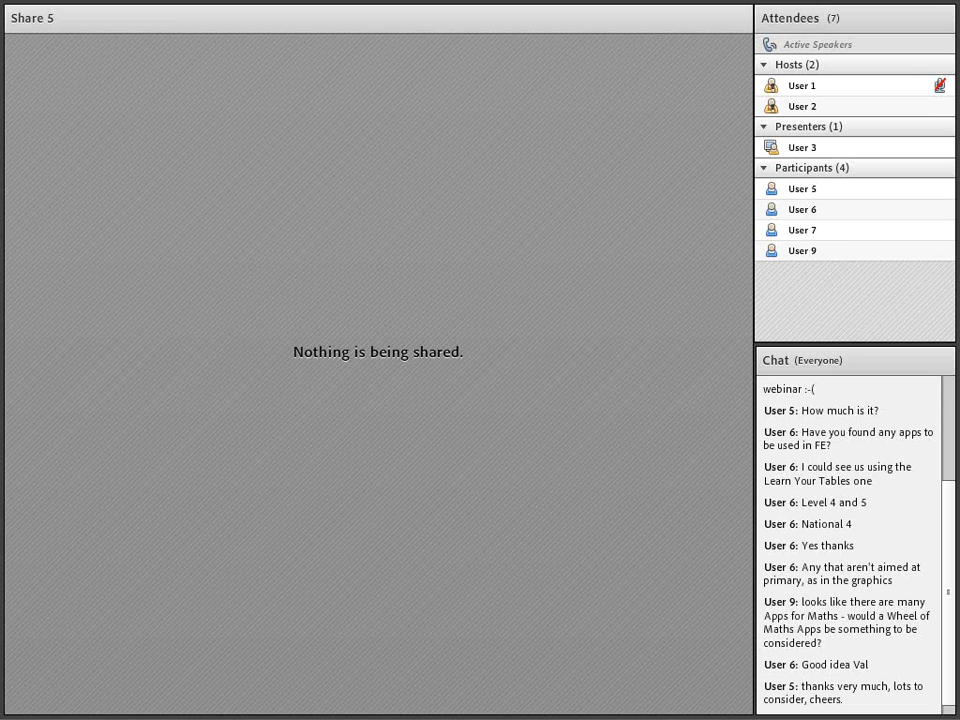 Share 5
Nothing is being shared.
Attendees (7)
Active Speakers
Hosts (2)
User 1
User 2
Presenters (1)
User 3
Participants (4)
User 5
User 6
User 7
User 9
Chat (Everyone)
webinar :-(
User 5: How much is it?
User 6: Have you found any apps to
be used in FE?
User 6: I could see us using the
Learn Your Tables one
User 6: Level 4 and 5
User 6: National 4
User 6: Yes thanks
User 6: Any that aren't aimed at
primary, as in the graphics
User 9: looks like there are many
Apps for Maths - would a Wheel of
Maths Apps be something to be
considered?
User 6: Good idea Val
User 5: thanks very much, lots to
consider, cheers.